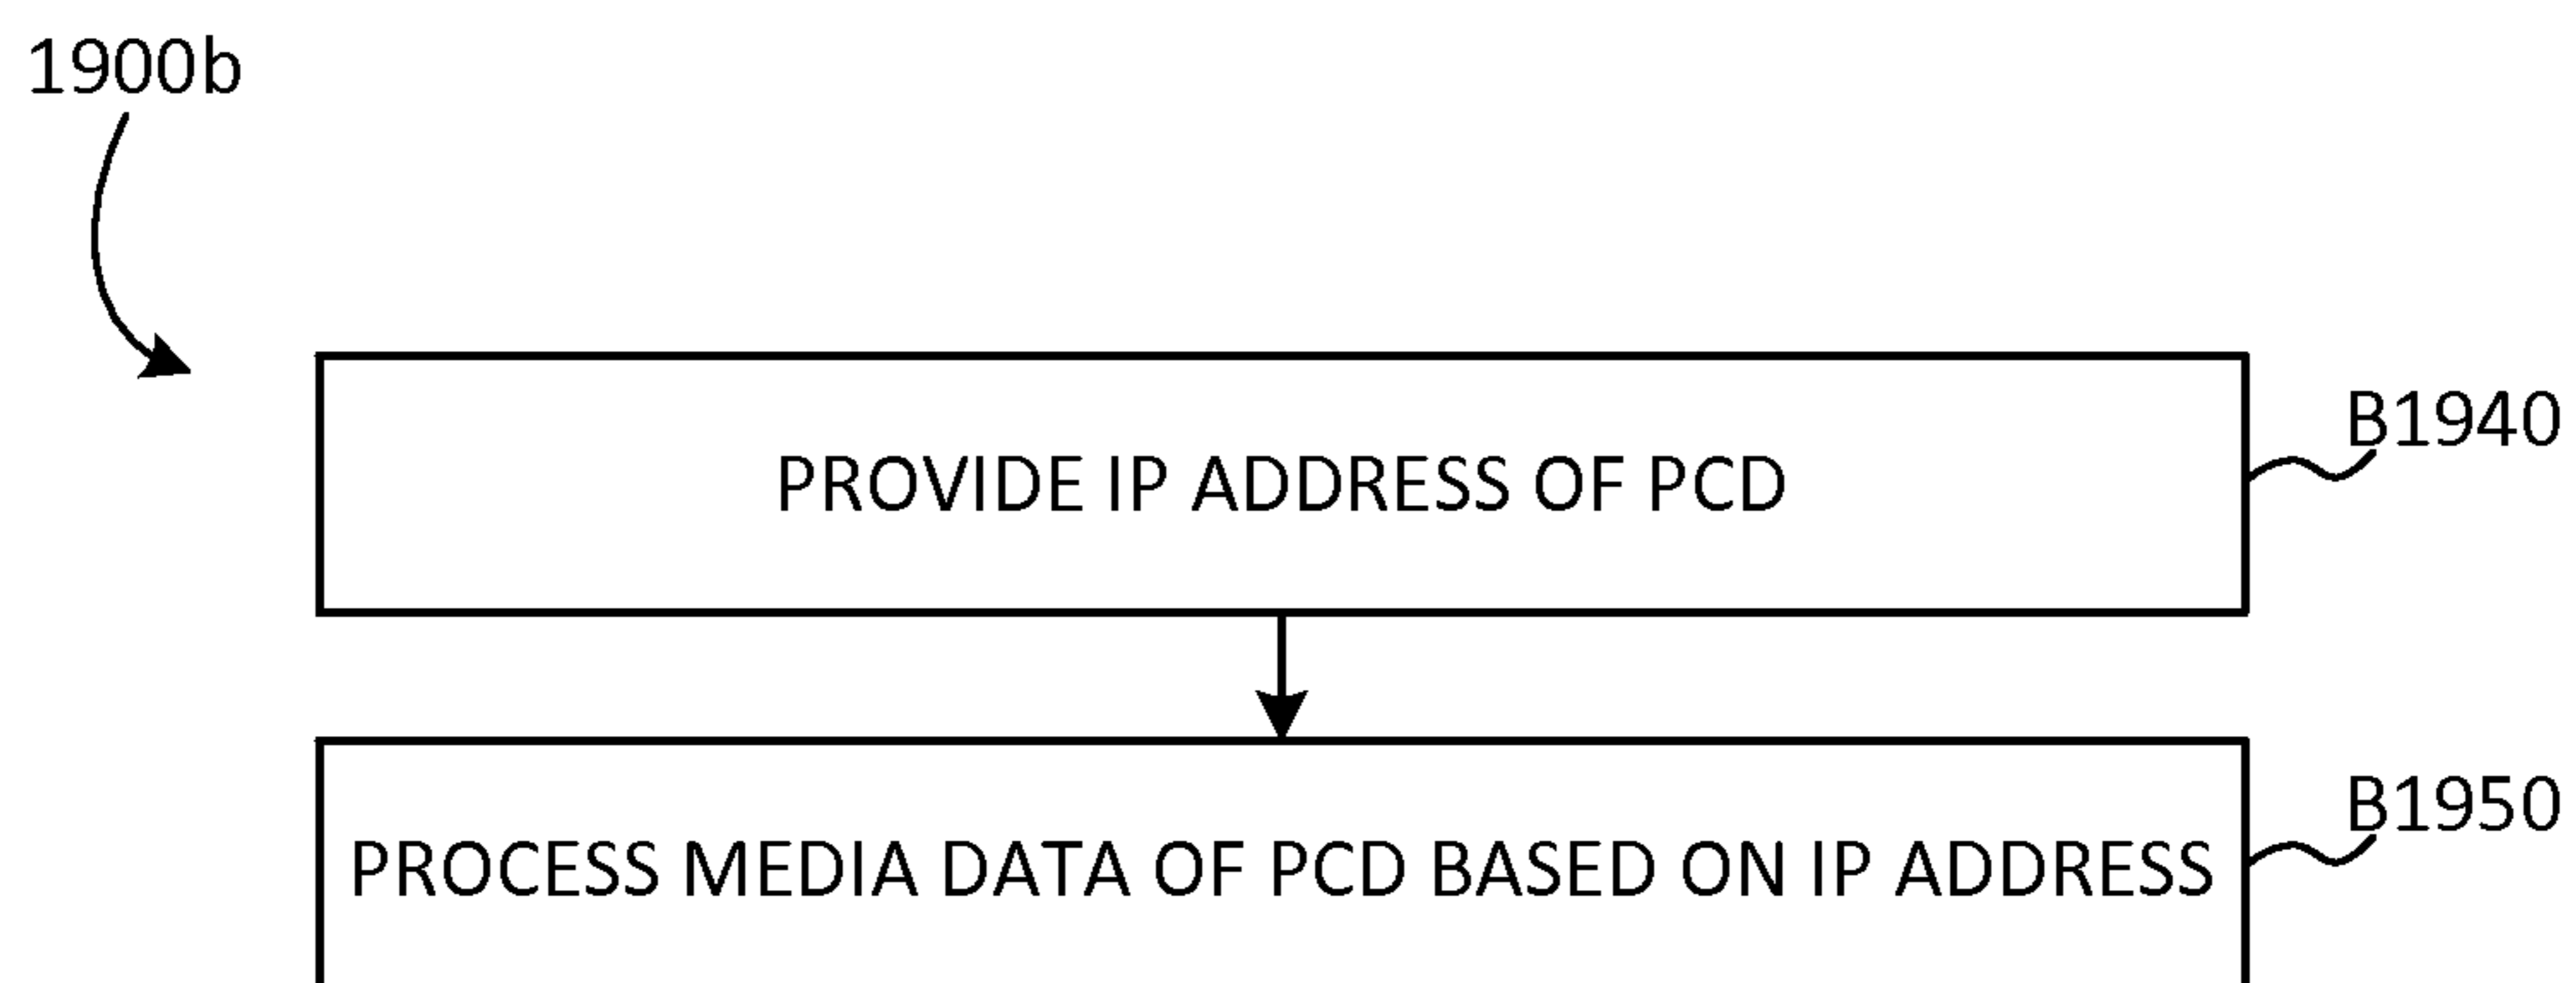 1900b
B1940
PROVIDE IP ADDRESS OF PCD
B1950
PROCESS MEDIA DATA OF PCD BASED ON IP ADDRESS